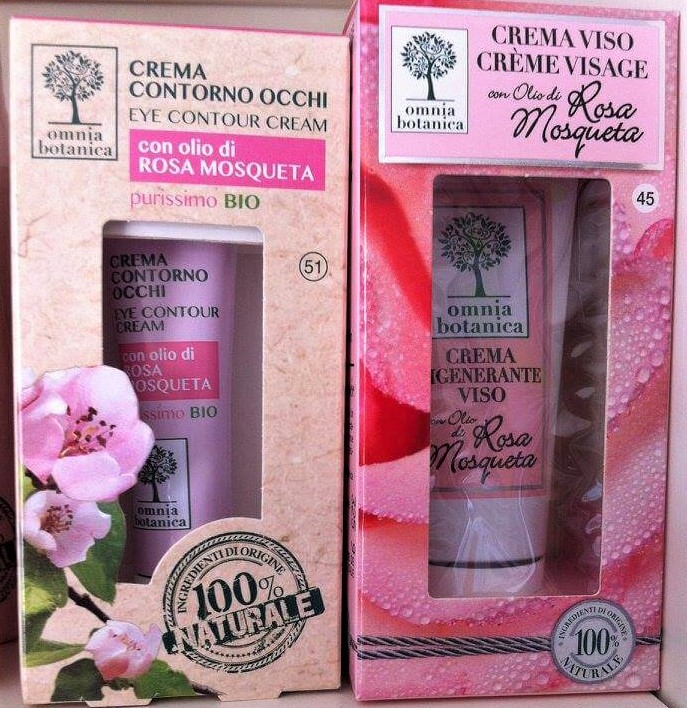 omnia
botanica
CREMA
CONTORNO OCCHI
EYE CONTOUR CREAM
con olio di
ROSA MOSQUETA
purissimo BIO
51
CREMA
CONTORNO
OCCHI
EYE CONTOUR
CREAM
con olio di
ROSA
MOSQUETA
BIO
omnia
botanica
INGREDIENTI DI ORIGINE
100%
NATURALE
omnia
botanica
CREMA VISO
CRÈME VISAGE
con Olio di Rosa
Mosqueta
45
omnia
botanica
CREMA
IGENERANTE
VISO
con Olio
di Rosa
Mosqueta
INGREDIENTI DI ORIGINE
100%
NATURALE